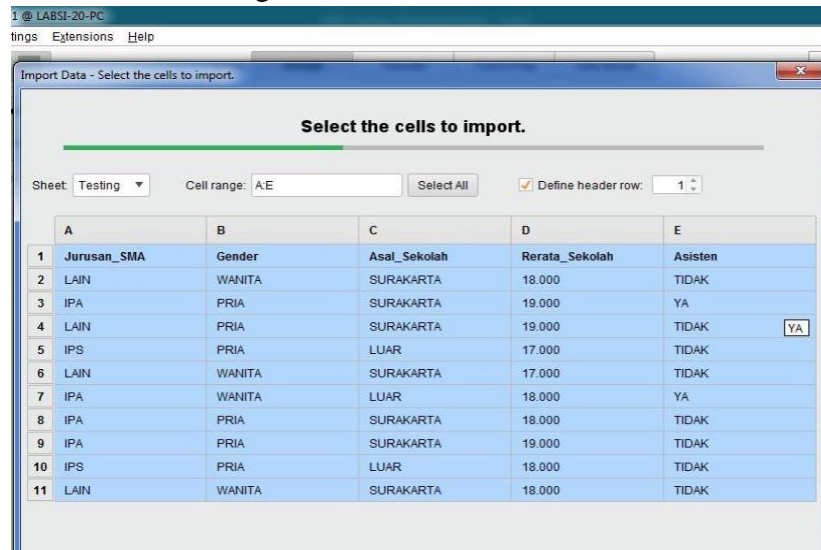 1 @ LABSI-20-PC
tings Extensions Help
Import Data - Select the cells to import.
Select the cells to import.
Sheet: Testing Cell range: A:E Select All Define header row: 1
A B C D E
1 Jurusan_SMA Gender Asal_Sekolah Rerata_Sekolah Asisten
2 LAIN WANITA SURAKARTA 18.000 TIDAK
3 IPA PRIA SURAKARTA 19.000 YA
4 LAIN PRIA SURAKARTA 19.000 TIDAK YA
5 IPS PRIA LUAR 17.000 TIDAK
6 LAIN WANITA SURAKARTA 17.000 TIDAK
7 IPA WANITA LUAR 18.000 YA
8 IPA PRIA SURAKARTA 18.000 TIDAK
9 IPA PRIA SURAKARTA 19.000 TIDAK
10 IPS PRIA LUAR 18.000 TIDAK
11 LAIN WANITA SURAKARTA 18.000 TIDAK